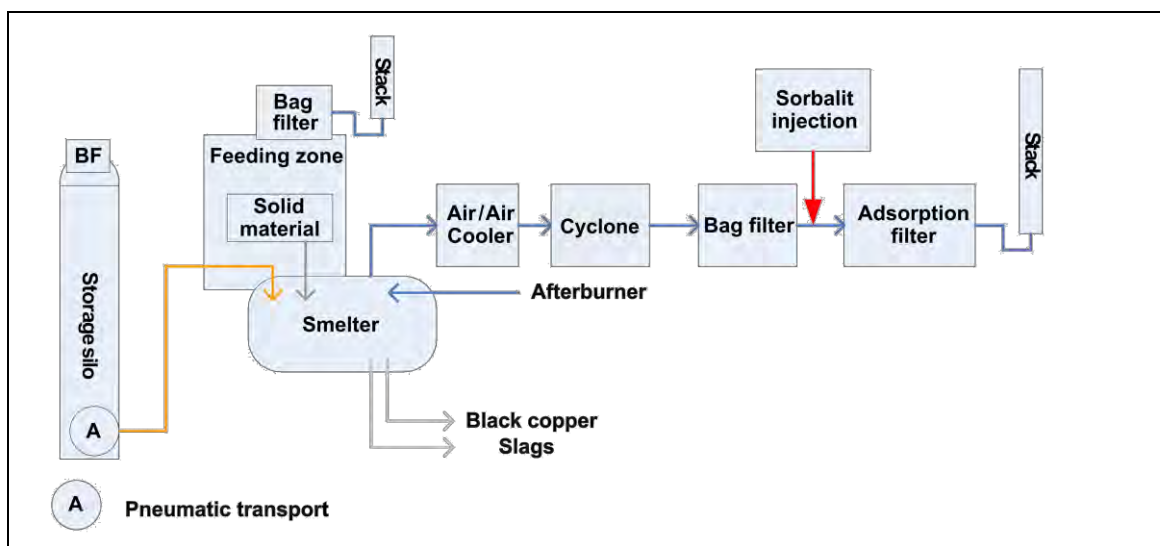 Stack
Bag
filter
Sorbalit
injection
Stack
BF
Feeding zone
Solid
material
Air/Air
Cooler
Cyclone
Bag filter
Adsorption
filter
Storage silo
Afterburner
Smelter
A
Black copper
Slags
A
Pneumatic transport